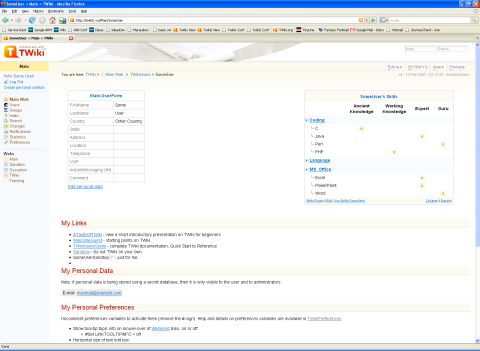 SomeUser < Main < TWiki - Mozilla Firefox
File Edit View History Bookmarks Tools Help
SomeUser < Main < TWiki
TWiki
Main
Hello Some User
Log Out
Create personal sidebar
Main Web
Users
Groups
Index
Search
Changes
Notifications
Statistics
Preferences
Webs
Main
Sandbox
TWiki
Training
You are here: TWiki > Main Web > TWikiUsers > SomeUser
Edit WYSIWYG Attach Printable
Main.UserForm
FirstName Some
LastName User
Country Other Country
State
Address
Location
Telephone
VoIP
InstantMessaging (IM)
Comment
Edit personal data
SomeUser's Skills
Ancient Knowledge Working Knowledge Expert Guru
Coding
C
Java
Perl
PHP
Language
MS Office
Excel
PowerPoint
Word
My Links
ATasteOfTWiki - view a short introductory presentation on TWiki for beginners
WelcomeGuest - starting points on TWiki
TWikiUsersGuide - complete TWiki documentation, Quick Start to Reference
Sandbox - try out TWiki on your own
SomeUserSandbox? - just for me
My Personal Data
Note: if personal data is being stored using a secret database, then it is only visible to the user and to administrators.
E-mail
My Personal Preferences
Uncomment preferences variables to activate them (remove the #-sign). Help and details on preferences variables are available in TWikiPreferences.
Show tool-tip topic info on mouse-over of WikiWord links, on or off
#Set LINKTOOLTIPINFO = off
Horizontal size of text edit box
Done